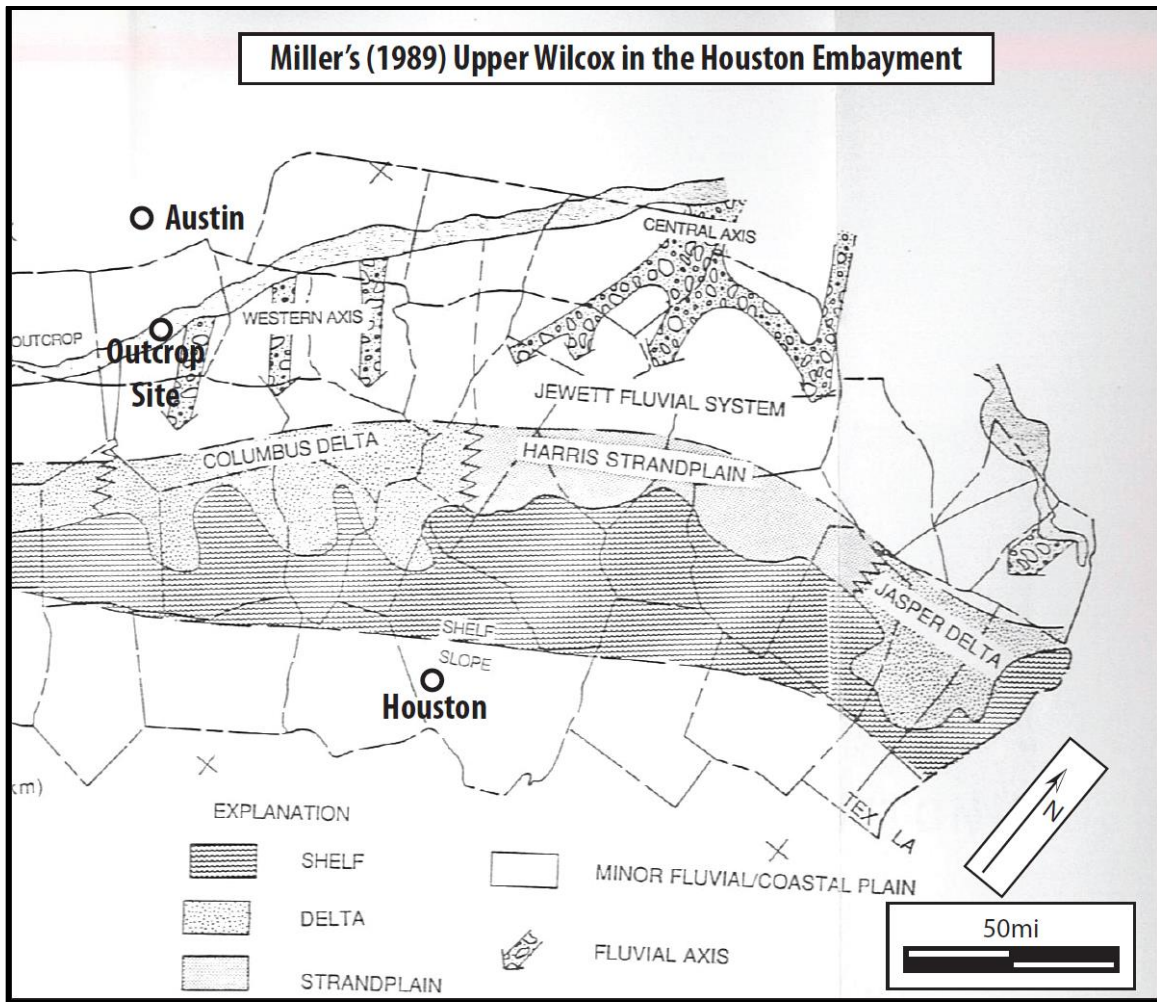 Miller's (1989) Upper Wilcox in the Houston Embayment
Austin
CENTRAL AXIS
WESTERN AXIS
OUTCROP
Outcrop
Site
JEWETT FLUVIAL SYSTEM
COLUMBUS DELTA
HARRIS STRANDPLAIN
JASPER DELTA
SHELF
SLOPE
Houston
km)
TEX
LA
N
EXPLANATION
SHELF
DELTA
STRANDPLAIN
MINOR FLUVIAL/COASTAL PLAIN
FLUVIAL AXIS
50mi